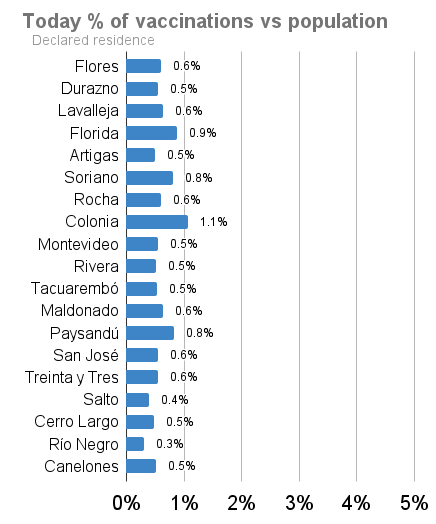 Today % of vaccinations vs population
Declared residence
Flores 0.6%
Durazno 0.5%
Lavalleja 0.6%
Florida 0.9%
Artigas 0.5%
Soriano 0.8%
Rocha 0.6%
Colonia 1.1%
Montevideo 0.5%
Rivera 0.5%
Tacuarembó 0.5%
Maldonado 0.6%
Paysandú 0.8%
San José 0.6%
Treinta y Tres 0.6%
Salto 0.4%
Cerro Largo 0.5%
Río Negro 0.3%
Canelones 0.5%
0% 1% 2% 3% 4% 5%